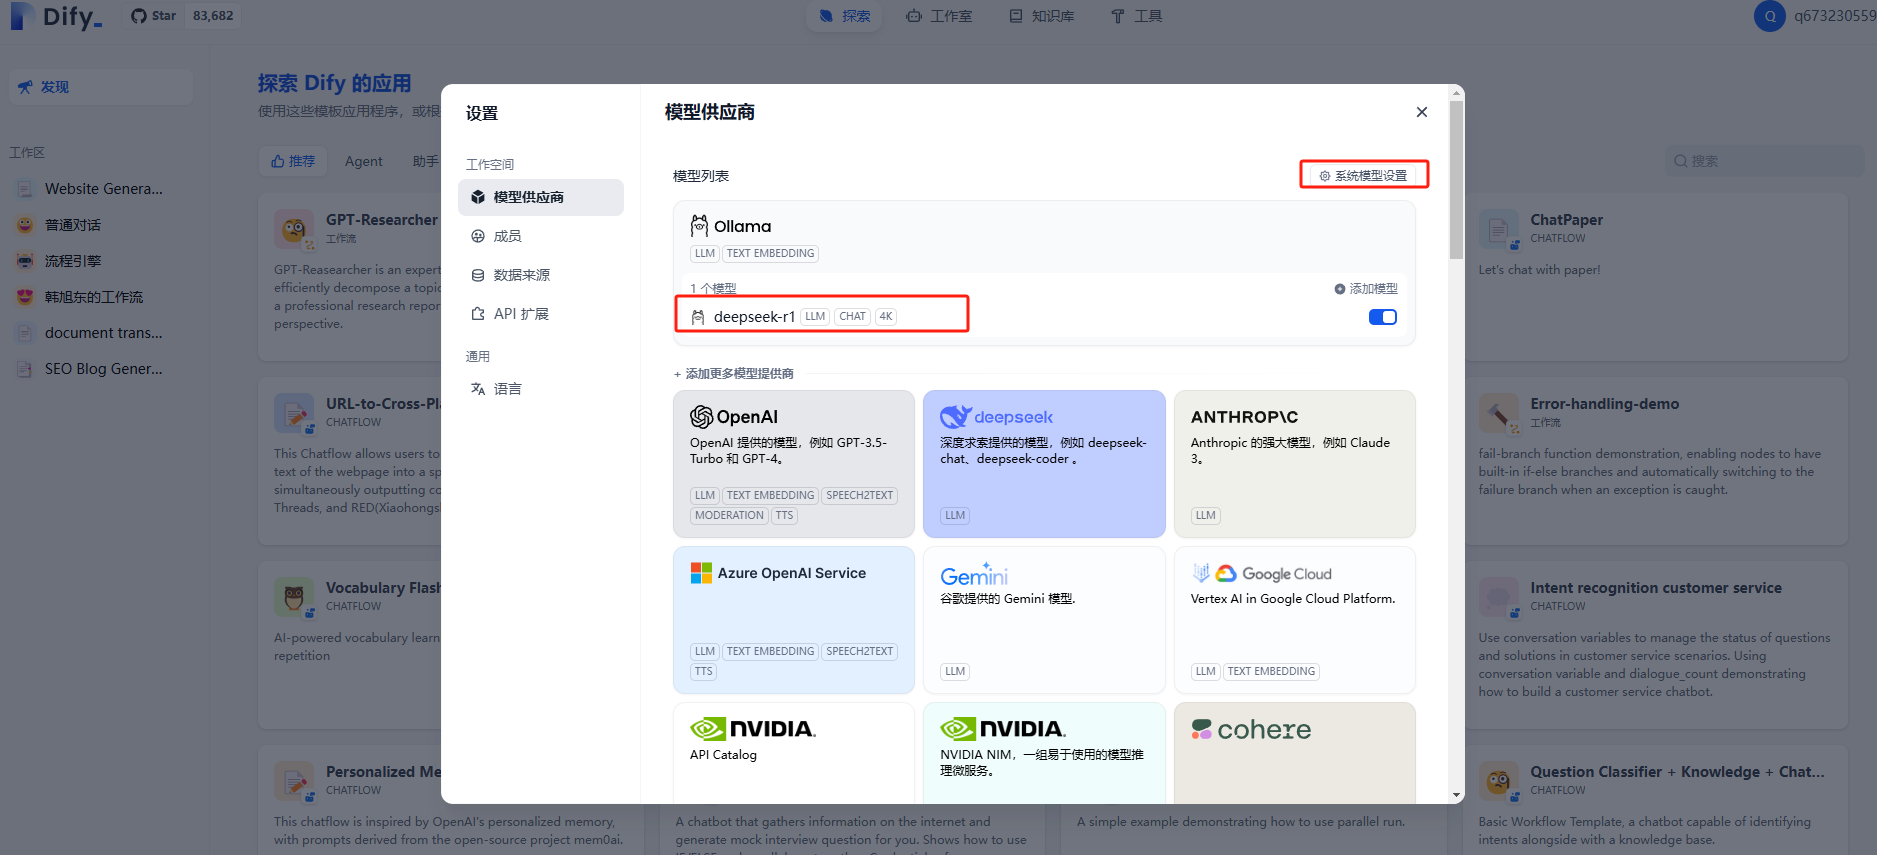 Dify_
Star 83,682
探索
工作室
知识库
工具
Q q673230559
发现
工作区
Website Genera...
普通对话
流程引擎
韩旭东的工作流
document trans...
SEO Blog Gener...
探索 Dify 的应用
使用这些模板应用程序，或根
推荐 Agent 助手
搜索
GPT-Researcher
工作流
GPT-Reasearcher is an expert
efficiently decompose a topic
a professional research repor
perspective.
URL-to-Cross-Pla
CHATFLOW
This Chatflow allows users to
text of the webpage into a sp
simultaneously outputting co
Threads, and RED(Xiaohongsh
Vocabulary Flash
CHATFLOW
AI-powered vocabulary learn
repetition
Personalized Me
CHATFLOW
This chatflow is inspired by OpenAI's personalized memory,
with prompts derived from the open-source project mem0ai.
设置
工作空间
模型供应商
成员
数据来源
API 扩展
通用
语言
模型供应商
模型列表
系统模型设置
Ollama
LLM TEXT EMBEDDING
1 个模型
添加模型
deepseek-r1 LLM CHAT 4K
+ 添加更多模型提供商
OpenAI
OpenAI 提供的模型，例如 GPT-3.5-
Turbo 和 GPT-4。
LLM TEXT EMBEDDING SPEECH2TEXT
MODERATION TTS
deepseek
深度求索提供的模型，例如 deepseek-
chat、deepseek-coder 。
LLM
ANTHROP\C
Anthropic 的强大模型，例如 Claude
3。
LLM
Azure OpenAI Service
LLM TEXT EMBEDDING SPEECH2TEXT
TTS
Gemini
谷歌提供的 Gemini 模型.
LLM
Google Cloud
Vertex AI in Google Cloud Platform.
LLM TEXT EMBEDDING
NVIDIA.
API Catalog
NVIDIA.
NVIDIA NIM，一组易于使用的模型推
理微服务。
cohere
A chatbot that gathers information on the internet and
generate mock interview question for you. Shows how to use
A simple example demonstrating how to use parallel run.
ChatPaper
CHATFLOW
Let's chat with paper!
Error-handling-demo
工作流
fail-branch function demonstration, enabling nodes to have
built-in if-else branches and automatically switching to the
failure branch when an exception is caught.
Intent recognition customer service
CHATFLOW
Use conversation variables to manage the status of questions
and solutions in customer service scenarios. Using
conversation variable and dialogue_count demonstrating
how to build a customer service chatbot.
Question Classifier + Knowledge + Chat...
CHATFLOW
Basic Workflow Template, a chatbot capable of identifying
intents alongside with a knowledge base.